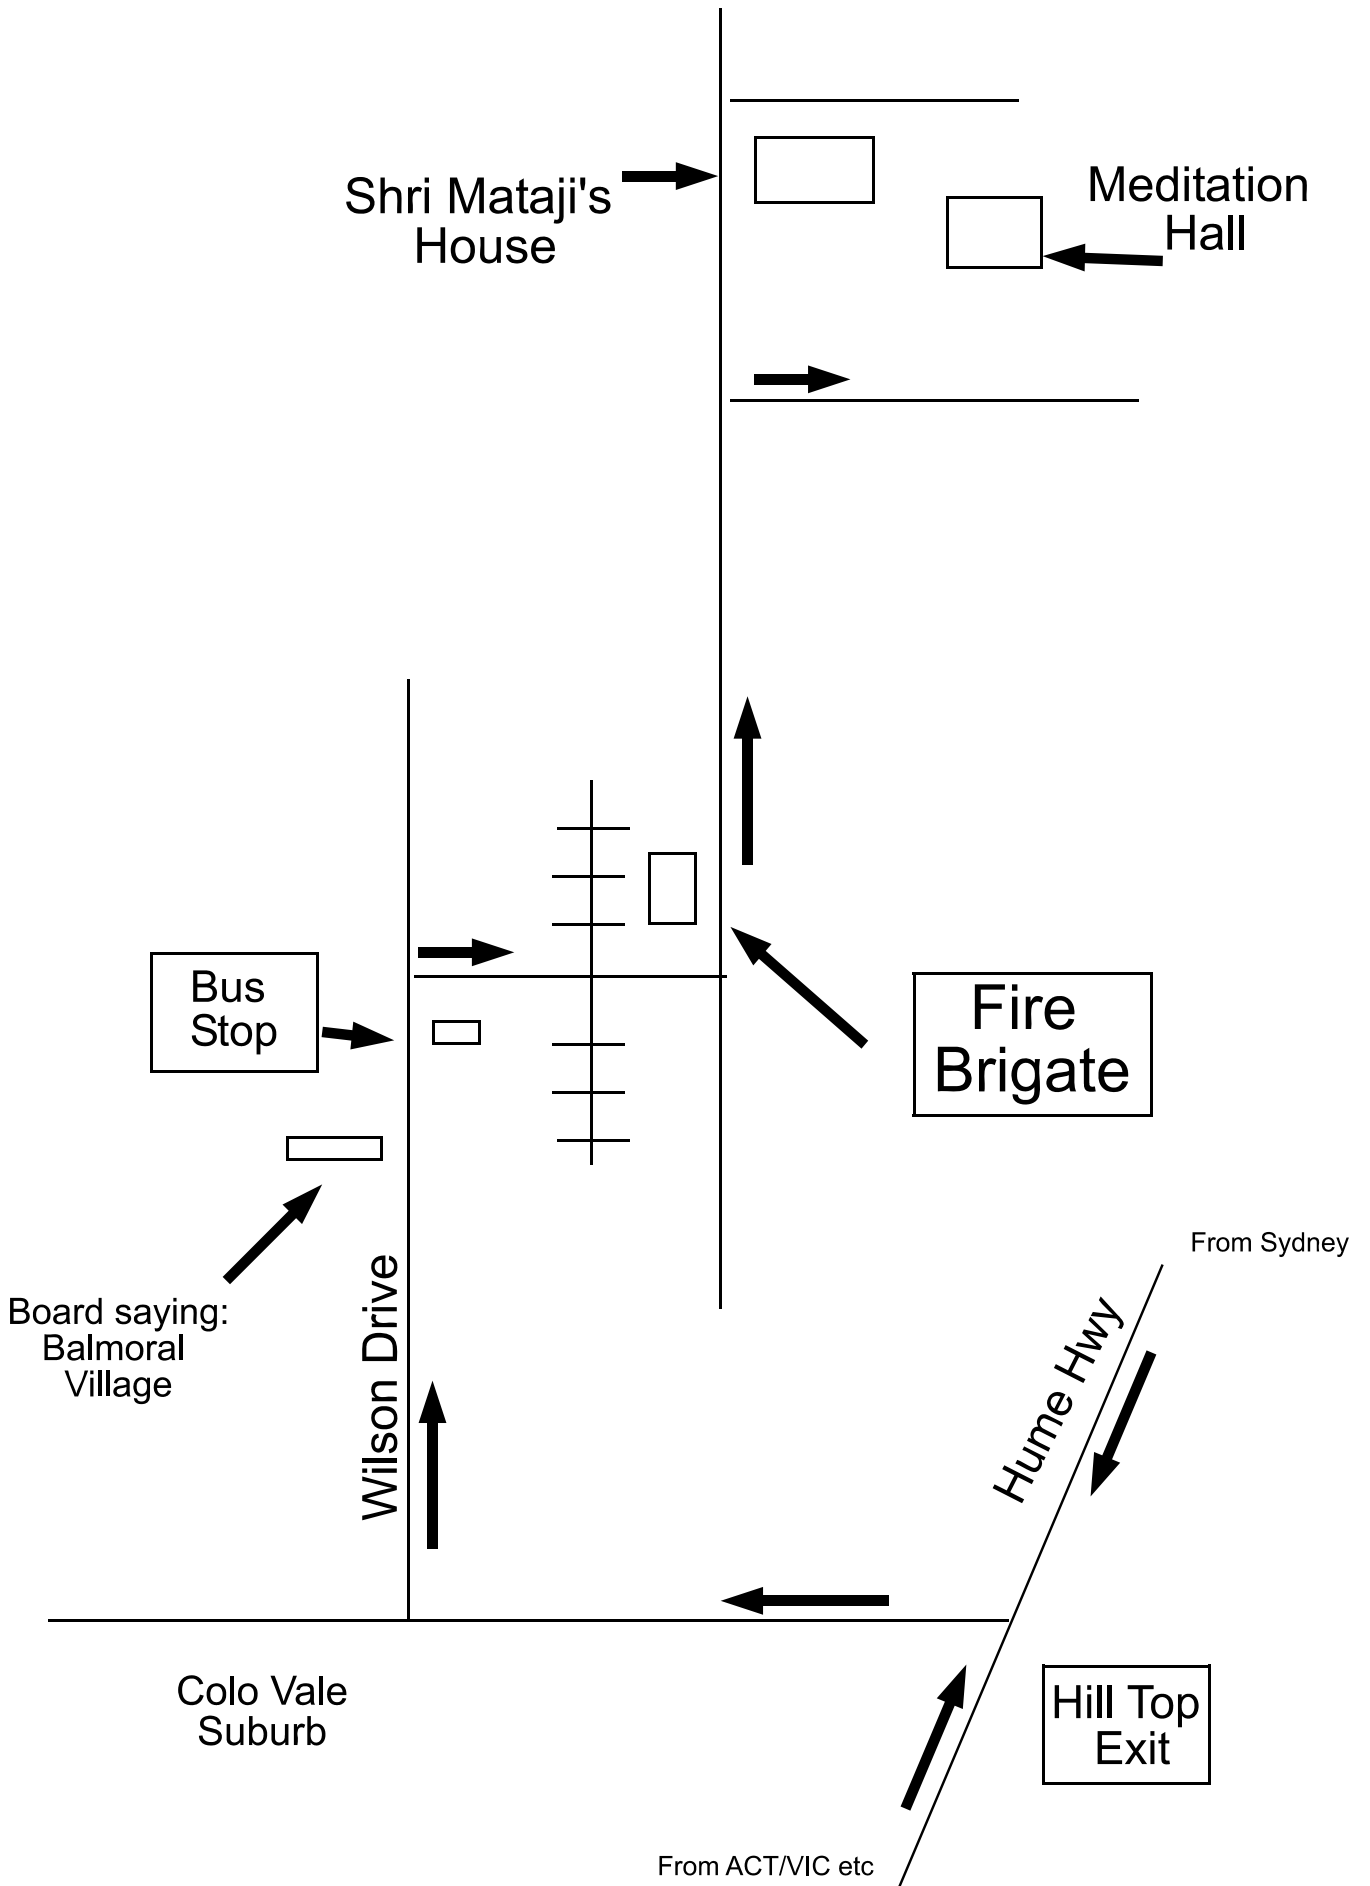 Shri Mataji's
House
Meditation
Hall
Bus
Stop
Fire
Brigate
Board saying:
Balmoral
Village
Wilson Drive
From Sydney
Hume Hwy
Colo Vale
Suburb
Hill Top
Exit
From ACT/VIC etc